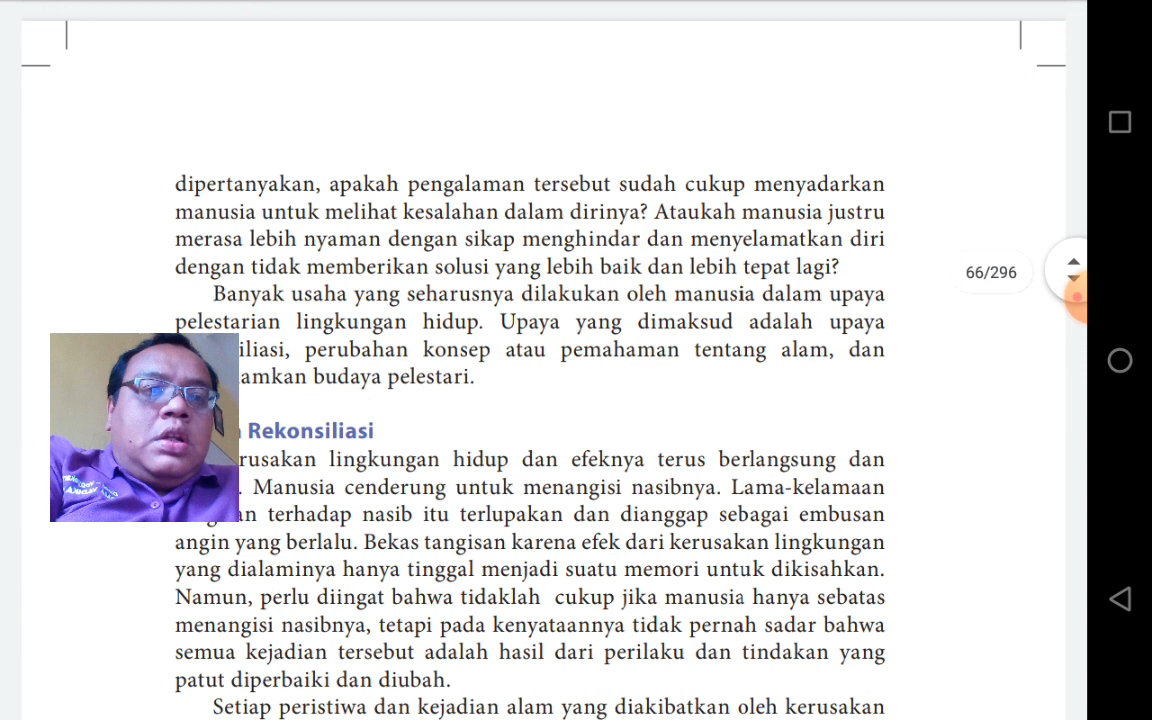 dipertanyakan, apakah pengalaman tersebut sudah cukup menyadarkan
manusia untuk melihat kesalahan dalam dirinya? Ataukah manusia justru
merasa lebih nyaman dengan sikap menghindar dan menyelamatkan diri
dengan tidak memberikan solusi yang lebih baik dan lebih tepat lagi?
66/296
Banyak usaha yang seharusnya dilakukan oleh manusia dalam upaya
pelestarian lingkungan hidup. Upaya yang dimaksud adalah upaya
iliasi, perubahan konsep atau pemahaman tentang alam, dan
amkan budaya pelestari.
Rekonsiliasi
rusakan lingkungan hidup dan efeknya terus berlangsung dan
. Manusia cenderung untuk menangisi nasibnya. Lama-kelamaan
an terhadap nasib itu terlupakan dan dianggap sebagai embusan
angin yang berlalu. Bekas tangisan karena efek dari kerusakan lingkungan
yang dialaminya hanya tinggal menjadi suatu memori untuk dikisahkan.
Namun, perlu diingat bahwa tidaklah cukup jika manusia hanya sebatas
menangisi nasibnya, tetapi pada kenyataannya tidak pernah sadar bahwa
semua kejadian tersebut adalah hasil dari perilaku dan tindakan yang
patut diperbaiki dan diubah.
Setiap peristiwa dan kejadian alam yang diakibatkan oleh kerusakan